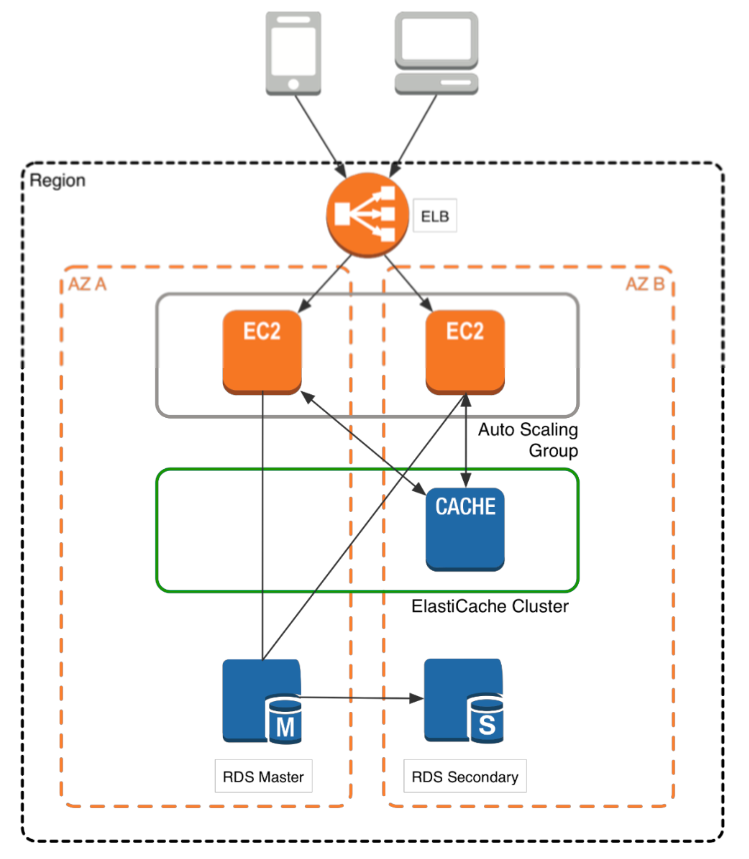 Region
ELB
AZ A
AZ B
EC2
EC2
Auto Scaling
Group
CACHE
ElastiCache Cluster
M
S
RDS Master
RDS Secondary